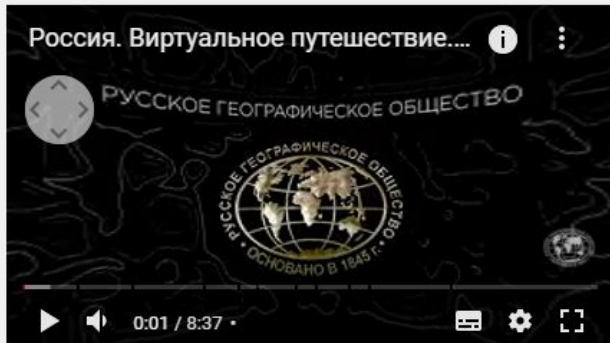 Россия. Виртуальное путешествие....
РУССКОЕ ГЕОГРАФИЧЕСКОЕ ОБЩЕСТВО
РУССКОЕ ГЕОГРАФИЧЕСКОЕ ОБЩЕСТВО
• ОСНОВАНО В 1845 г. •
0:01 / 8:37 •